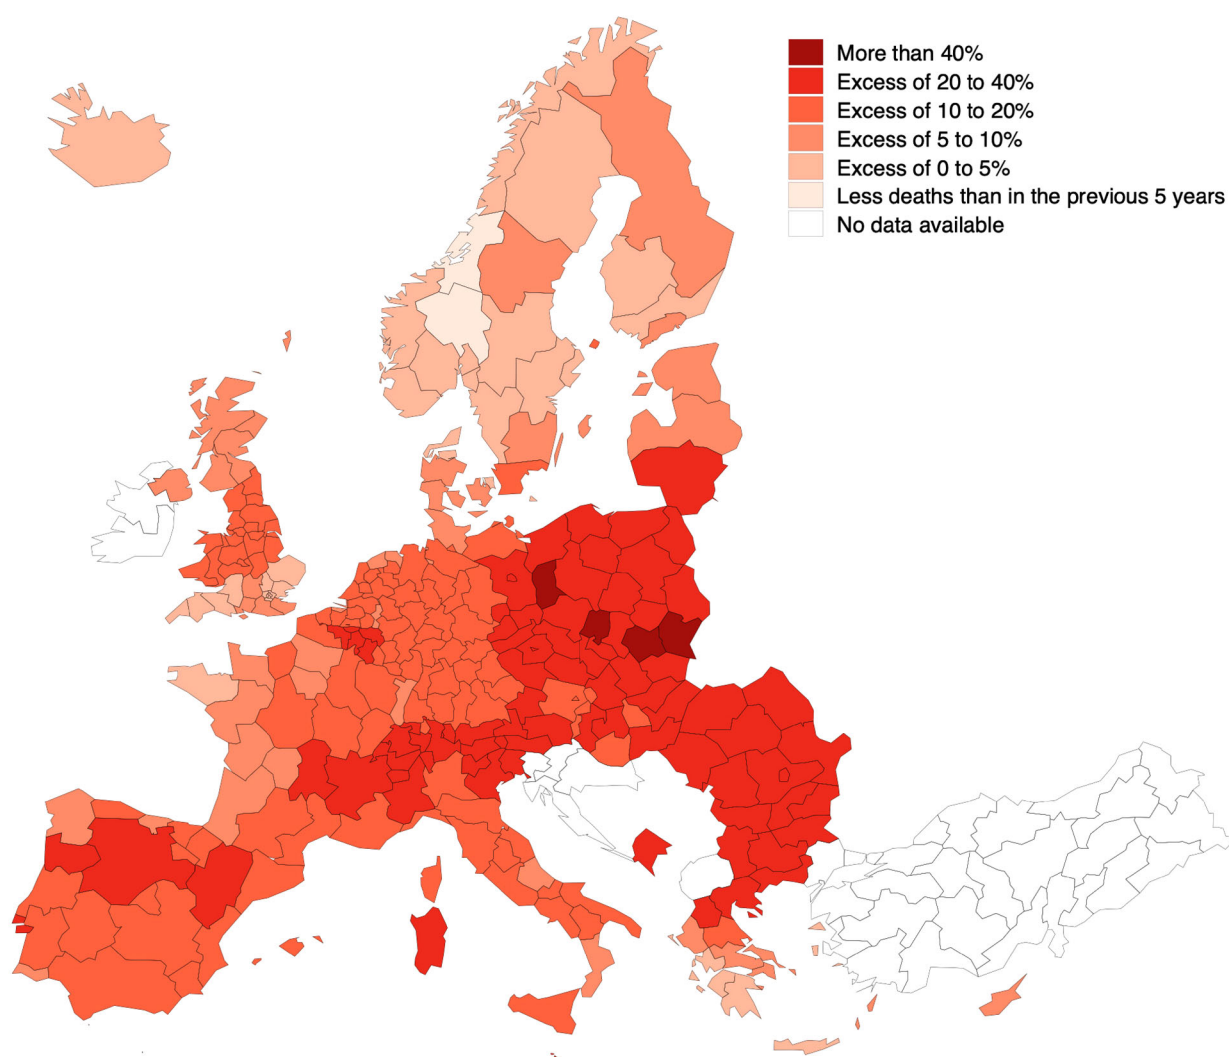 More than 40%
Excess of 20 to 40%
Excess of 10 to 20%
Excess of 5 to 10%
Excess of 0 to 5%
Less deaths than in the previous 5 years
No data available